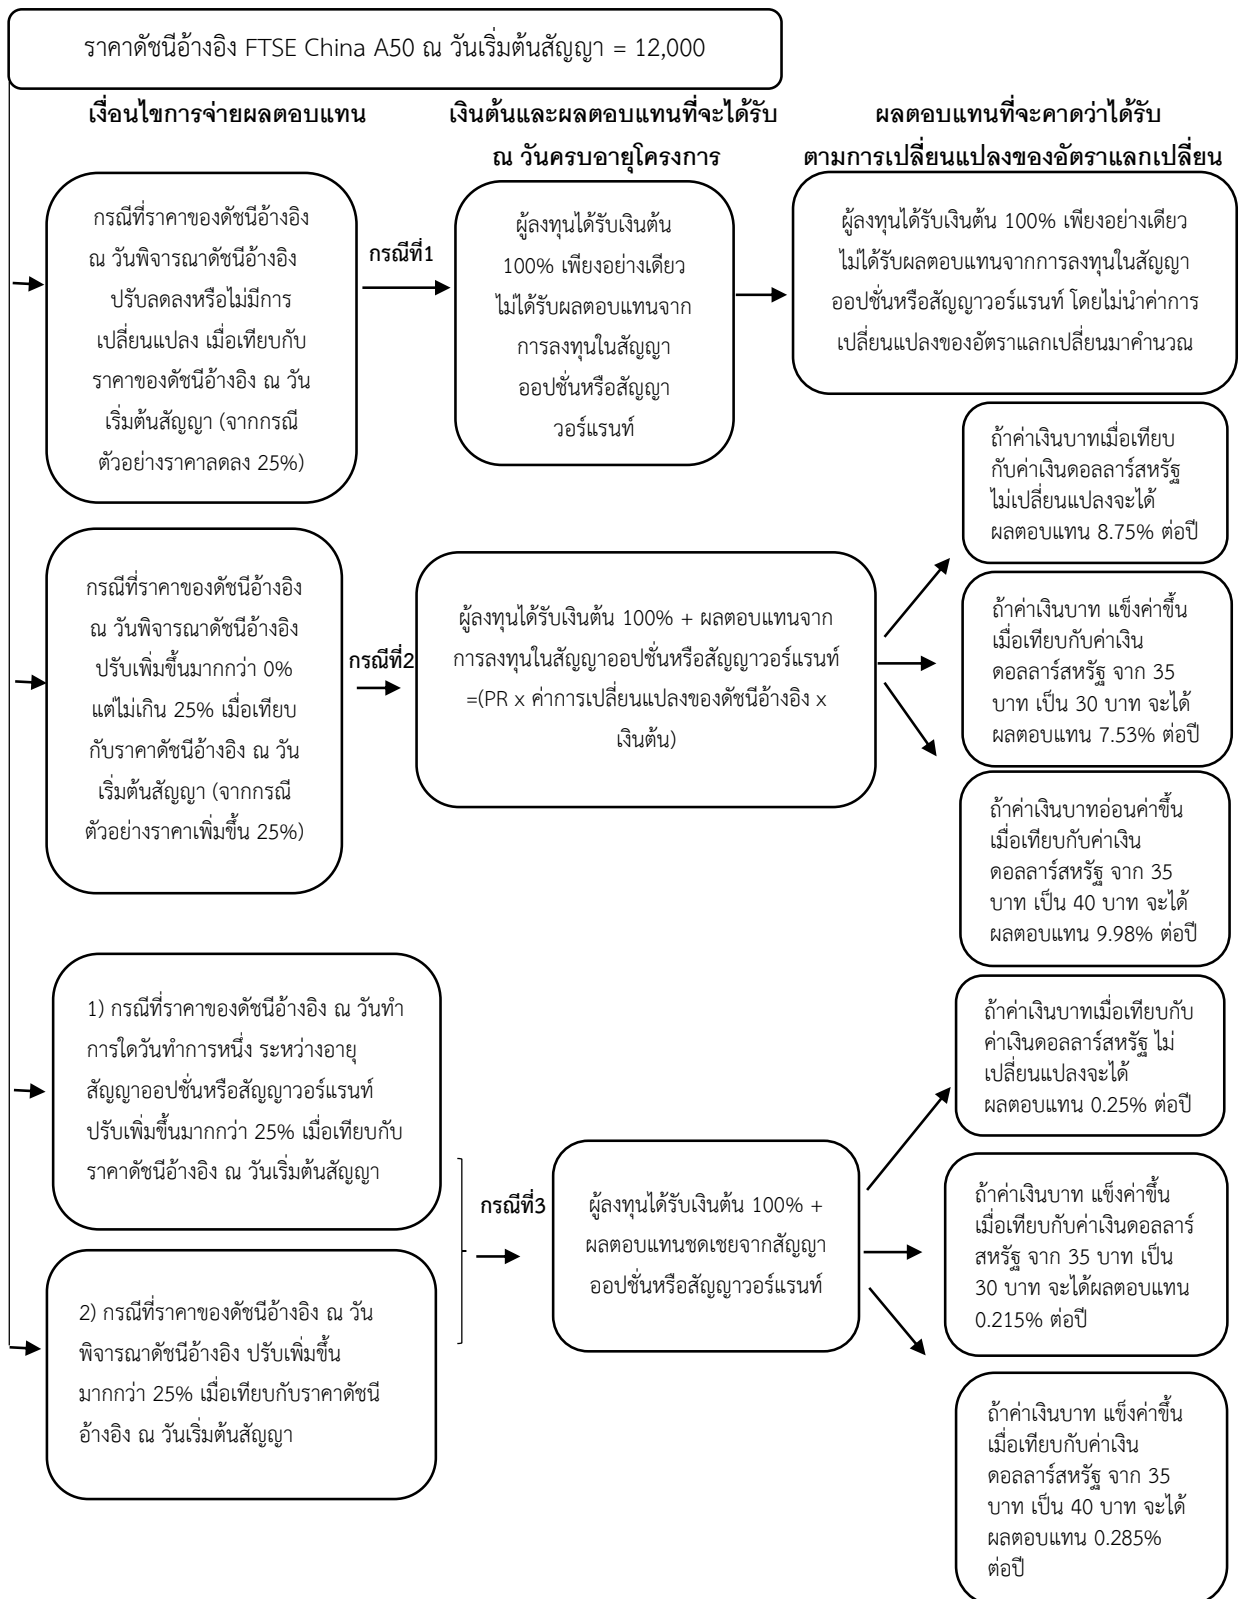 ราคาดัชนีอ้างอิง FTSE China A50 ณ วันเริ่มต้นสัญญา = 12,000
เงื่อนไขการจ่ายผลตอบแทน
เงินต้นและผลตอบแทนที่จะได้รับ
ณ วันครบอายุโครงการ
ผลตอบแทนที่จะคาดว่าได้รับ
ตามการเปลี่ยนแปลงของอัตราแลกเปลี่ยน
กรณีที่ราคาของดัชนีอ้างอิง
ณ วันพิจารณาดัชนีอ้างอิง
ปรับลดลงหรือไม่มีการ
เปลี่ยนแปลง เมื่อเทียบกับ
ราคาของดัชนีอ้างอิง ณ วัน
เริ่มต้นสัญญา (จากกรณี
ตัวอย่างราคาลดลง 25%)
กรณีที่1
ผู้ลงทุนได้รับเงินต้น
100% เพียงอย่างเดียว
ไม่ได้รับผลตอบแทนจาก
การลงทุนในสัญญา
ออปชั่นหรือสัญญา
วอร์แรนท์
ผู้ลงทุนได้รับเงินต้น 100% เพียงอย่างเดียว
ไม่ได้รับผลตอบแทนจากการลงทุนในสัญญา
ออปชั่นหรือสัญญาวอร์แรนท์ โดยไม่นำค่าการ
เปลี่ยนแปลงของอัตราแลกเปลี่ยนมาคำนวณ
กรณีที่ราคาของดัชนีอ้างอิง
ณ วันพิจารณาดัชนีอ้างอิง
ปรับเพิ่มขึ้นมากกว่า 0%
แต่ไม่เกิน 25% เมื่อเทียบ
กับราคาดัชนีอ้างอิง ณ วัน
เริ่มต้นสัญญา (จากกรณี
ตัวอย่างราคาเพิ่มขึ้น 25%)
กรณีที่2
ผู้ลงทุนได้รับเงินต้น 100% + ผลตอบแทนจาก
การลงทุนในสัญญาออปชั่นหรือสัญญาวอร์แรนท์
=(PR x ค่าการเปลี่ยนแปลงของดัชนีอ้างอิง x
เงินต้น)
ถ้าค่าเงินบาทเมื่อเทียบ
กับค่าเงินดอลลาร์สหรัฐ
ไม่เปลี่ยนแปลงจะได้
ผลตอบแทน 8.75% ต่อปี
ถ้าค่าเงินบาท แข็งค่าขึ้น
เมื่อเทียบกับค่าเงิน
ดอลลาร์สหรัฐ จาก 35
บาท เป็น 30 บาท จะได้
ผลตอบแทน 7.53% ต่อปี
ถ้าค่าเงินบาทอ่อนค่าขึ้น
เมื่อเทียบกับค่าเงิน
ดอลลาร์สหรัฐ จาก 35
บาท เป็น 40 บาท จะได้
ผลตอบแทน 9.98% ต่อปี
1) กรณีที่ราคาของดัชนีอ้างอิง ณ วันทำ
การใดวันทำการหนึ่ง ระหว่างอายุ
สัญญาออปชั่นหรือสัญญาวอร์แรนท์
ปรับเพิ่มขึ้นมากกว่า 25% เมื่อเทียบกับ
ราคาดัชนีอ้างอิง ณ วันเริ่มต้นสัญญา
2) กรณีที่ราคาของดัชนีอ้างอิง ณ วัน
พิจารณาดัชนีอ้างอิง ปรับเพิ่มขึ้น
มากกว่า 25% เมื่อเทียบกับราคาดัชนี
อ้างอิง ณ วันเริ่มต้นสัญญา
กรณีที่3
ผู้ลงทุนได้รับเงินต้น 100% +
ผลตอบแทนชดเชยจากสัญญา
ออปชั่นหรือสัญญาวอร์แรนท์
ถ้าค่าเงินบาทเมื่อเทียบกับ
ค่าเงินดอลลาร์สหรัฐ ไม่
เปลี่ยนแปลงจะได้
ผลตอบแทน 0.25% ต่อปี
ถ้าค่าเงินบาท แข็งค่าขึ้น
เมื่อเทียบกับค่าเงินดอลลาร์
สหรัฐ จาก 35 บาท เป็น
30 บาท จะได้ผลตอบแทน
0.215% ต่อปี
ถ้าค่าเงินบาท แข็งค่าขึ้น
เมื่อเทียบกับค่าเงิน
ดอลลาร์สหรัฐ จาก 35
บาท เป็น 40 บาท จะได้
ผลตอบแทน 0.285%
ต่อปี